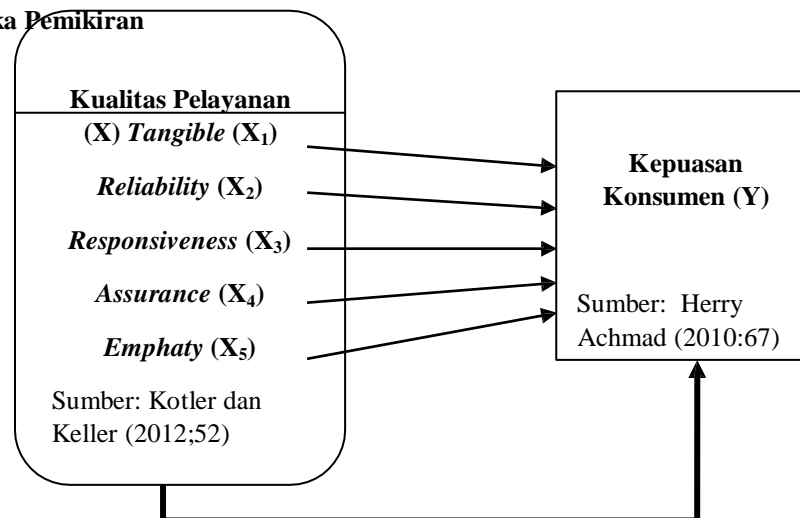 ka Pemikiran
Kualitas Pelayanan
(X) Tangible (X₁)
Reliability (X₂)
Responsiveness (X₃)
Assurance (X₄)
Emphaty (X₅)
Sumber: Kotler dan
Keller (2012;52)
Kepuasan
Konsumen (Y)
Sumber: Herry
Achmad (2010:67)